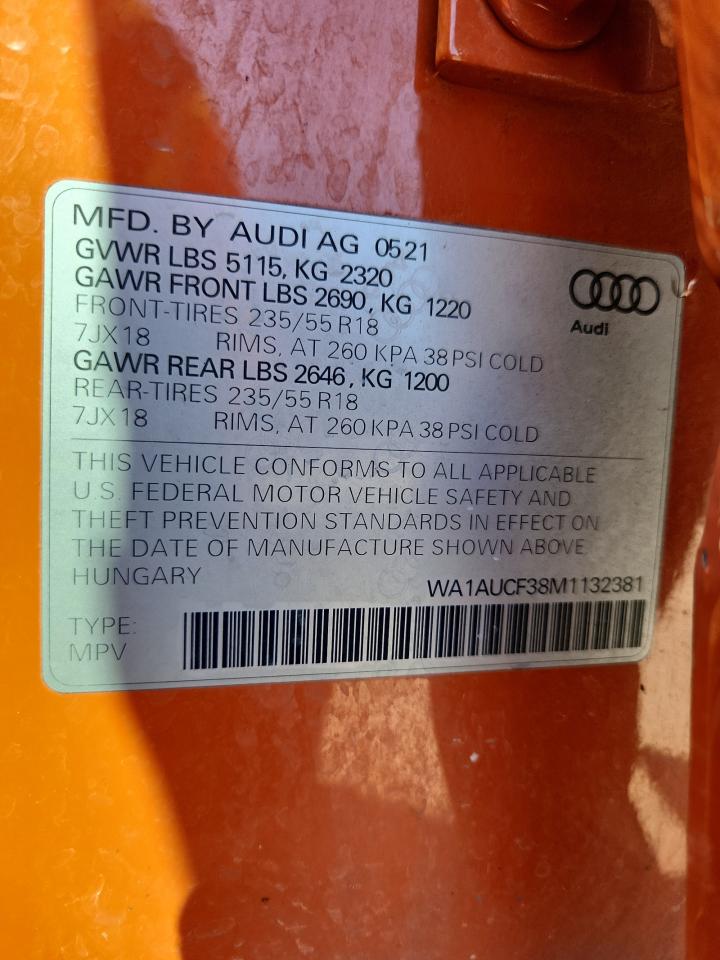 MFD. BY AUDI AG 0521
GVWR LBS 5115, KG 2320
GAWR FRONT LBS 2690, KG 1220
FRONT-TIRES 235/55 R18
7JX18 RIMS, AT 260 KPA 38 PSI COLD
GAWR REAR LBS 2646, KG 1200
REAR-TIRES 235/55 R18
7JX18 RIMS, AT 260 KPA 38 PSI COLD
Audi
THIS VEHICLE CONFORMS TO ALL APPLICABLE
U.S. FEDERAL MOTOR VEHICLE SAFETY AND
THEFT PREVENTION STANDARDS IN EFFECT ON
THE DATE OF MANUFACTURE SHOWN ABOVE.
HUNGARY
WA1AUCF38M1132381
TYPE:
MPV